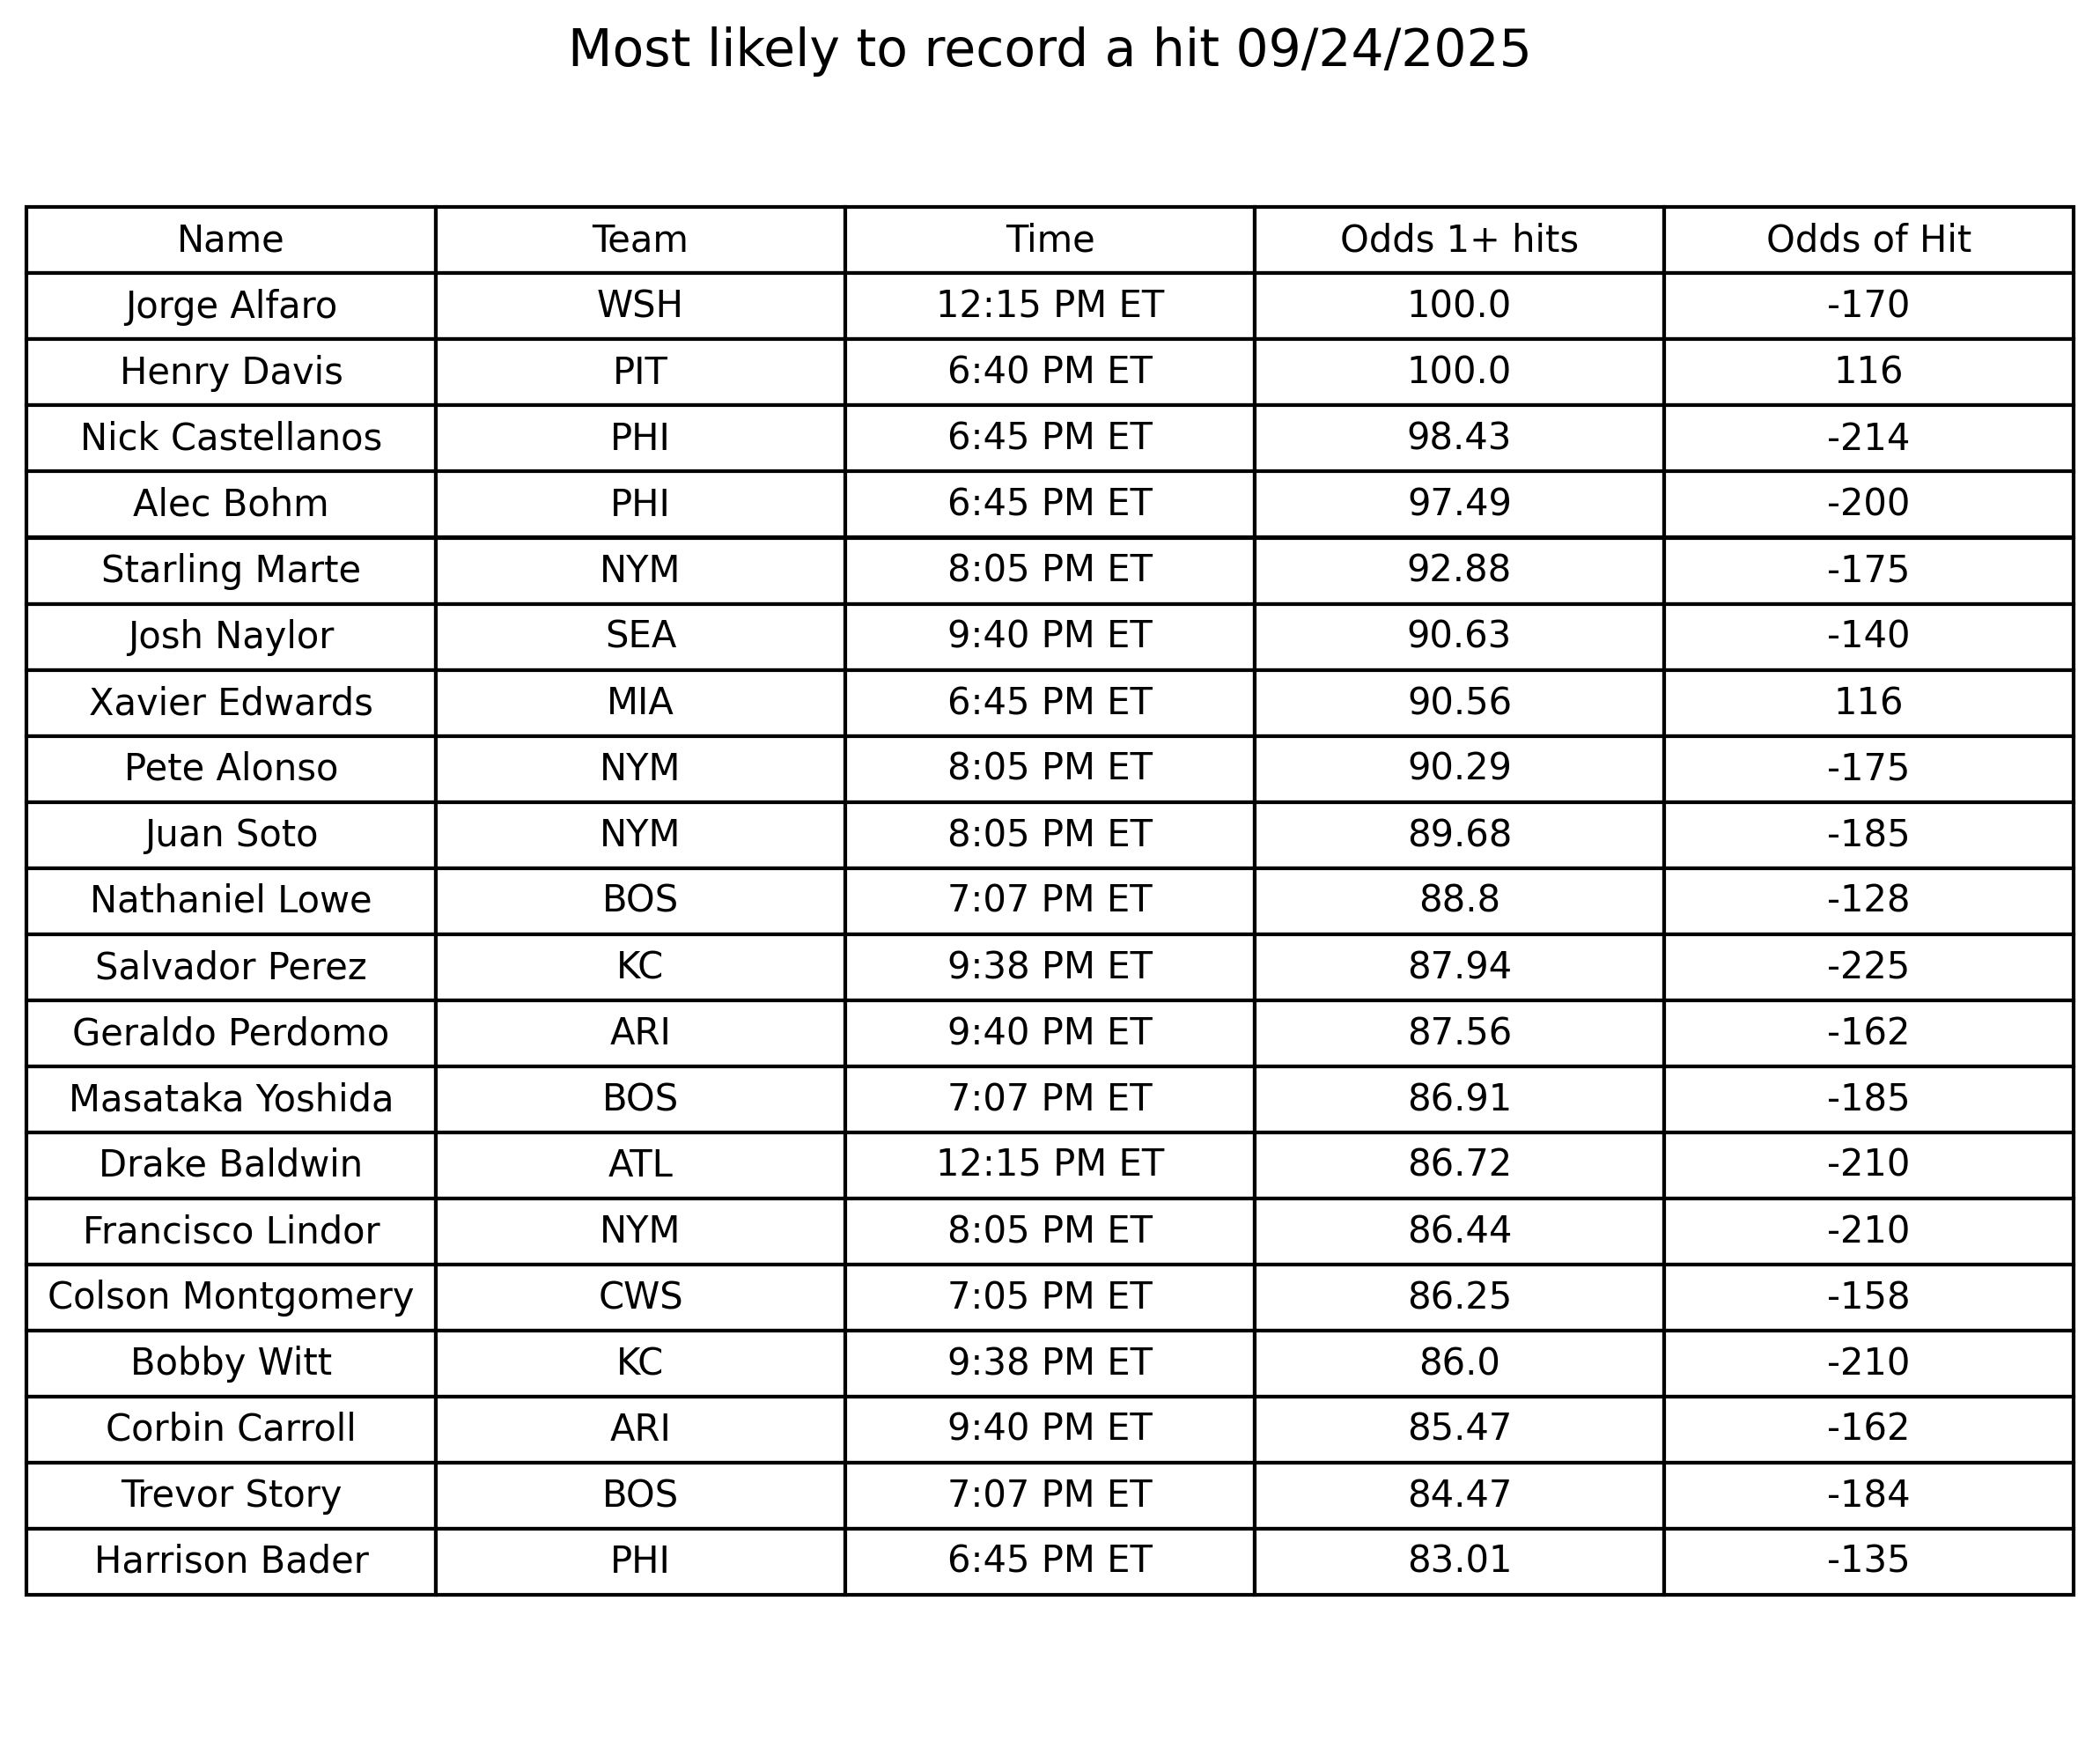 Most likely to record a hit 09/24/2025
Name Team Time Odds 1+ hits Odds of Hit
Jorge Alfaro WSH 12:15 PM ET 100.0 -170
Henry Davis PIT 6:40 PM ET 100.0 116
Nick Castellanos PHI 6:45 PM ET 98.43 -214
Alec Bohm PHI 6:45 PM ET 97.49 -200
Starling Marte NYM 8:05 PM ET 92.88 -175
Josh Naylor SEA 9:40 PM ET 90.63 -140
Xavier Edwards MIA 6:45 PM ET 90.56 116
Pete Alonso NYM 8:05 PM ET 90.29 -175
Juan Soto NYM 8:05 PM ET 89.68 -185
Nathaniel Lowe BOS 7:07 PM ET 88.8 -128
Salvador Perez KC 9:38 PM ET 87.94 -225
Geraldo Perdomo ARI 9:40 PM ET 87.56 -162
Masataka Yoshida BOS 7:07 PM ET 86.91 -185
Drake Baldwin ATL 12:15 PM ET 86.72 -210
Francisco Lindor NYM 8:05 PM ET 86.44 -210
Colson Montgomery CWS 7:05 PM ET 86.25 -158
Bobby Witt KC 9:38 PM ET 86.0 -210
Corbin Carroll ARI 9:40 PM ET 85.47 -162
Trevor Story BOS 7:07 PM ET 84.47 -184
Harrison Bader PHI 6:45 PM ET 83.01 -135